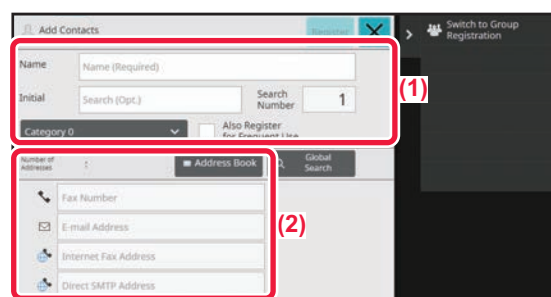 Add Contacts
Register
Switch to Group
Registration
Name
Name (Required)
(1)
Initial
Search (Opt.)
Search
Number
1
Category 0
Also Register
for Frequent Use
Number of
Addresses
:
Address Book
Global
Search
Fax Number
E-mail Address
(2)
Internet Fax Address
Direct SMTP Address